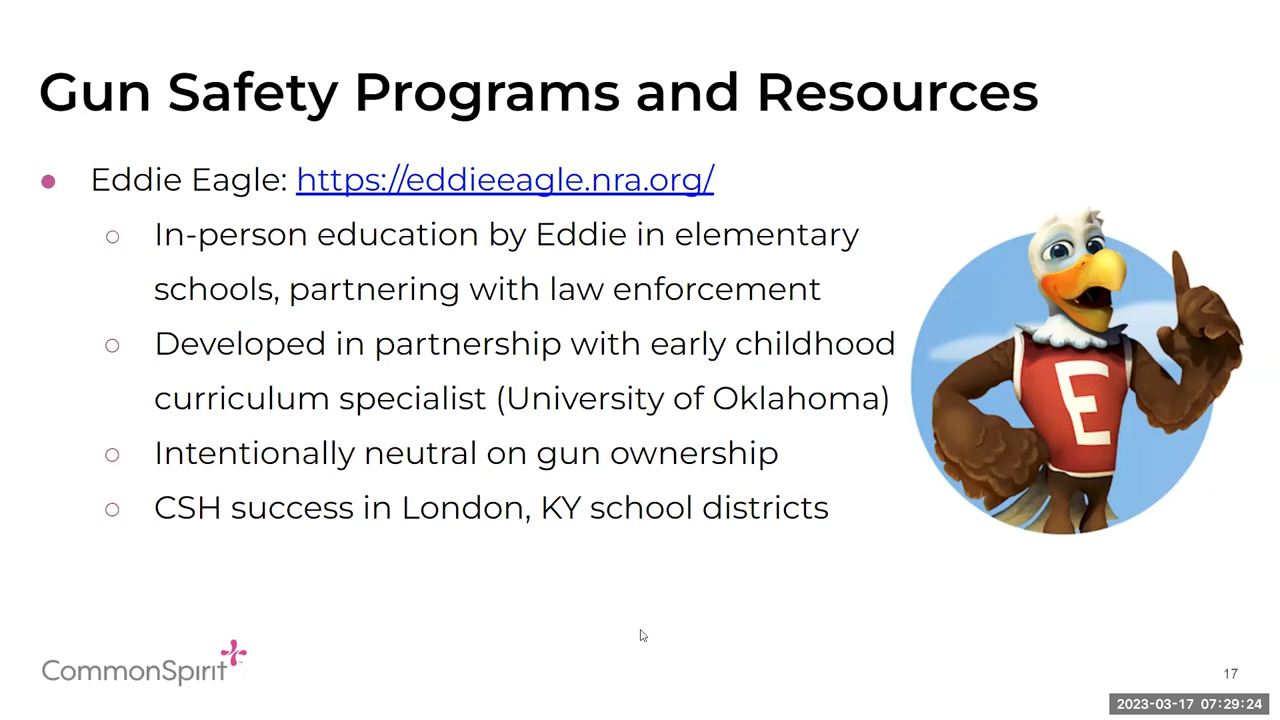 Gun Safety Programs and Resources
● Eddie Eagle: https://eddieeagle.nra.org/
○ In-person education by Eddie in elementary
schools, partnering with law enforcement
○ Developed in partnership with early childhood
curriculum specialist (University of Oklahoma)
○ Intentionally neutral on gun ownership
○ CSH success in London, KY school districts
E
CommonSpirit
17
2023-03-17 07:29:24